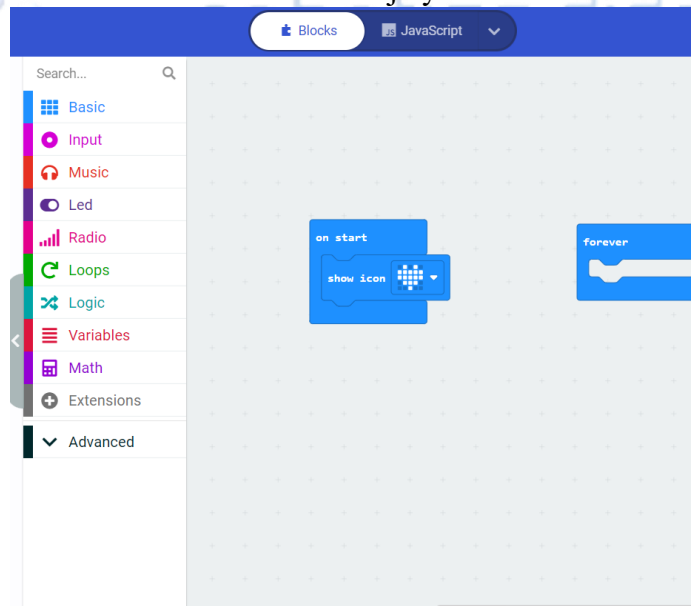 Blocks
JS JavaScript
Search...
Basic
Input
Music
Led
Radio
Loops
Logic
Variables
Math
Extensions
Advanced
on start
show icon
forever